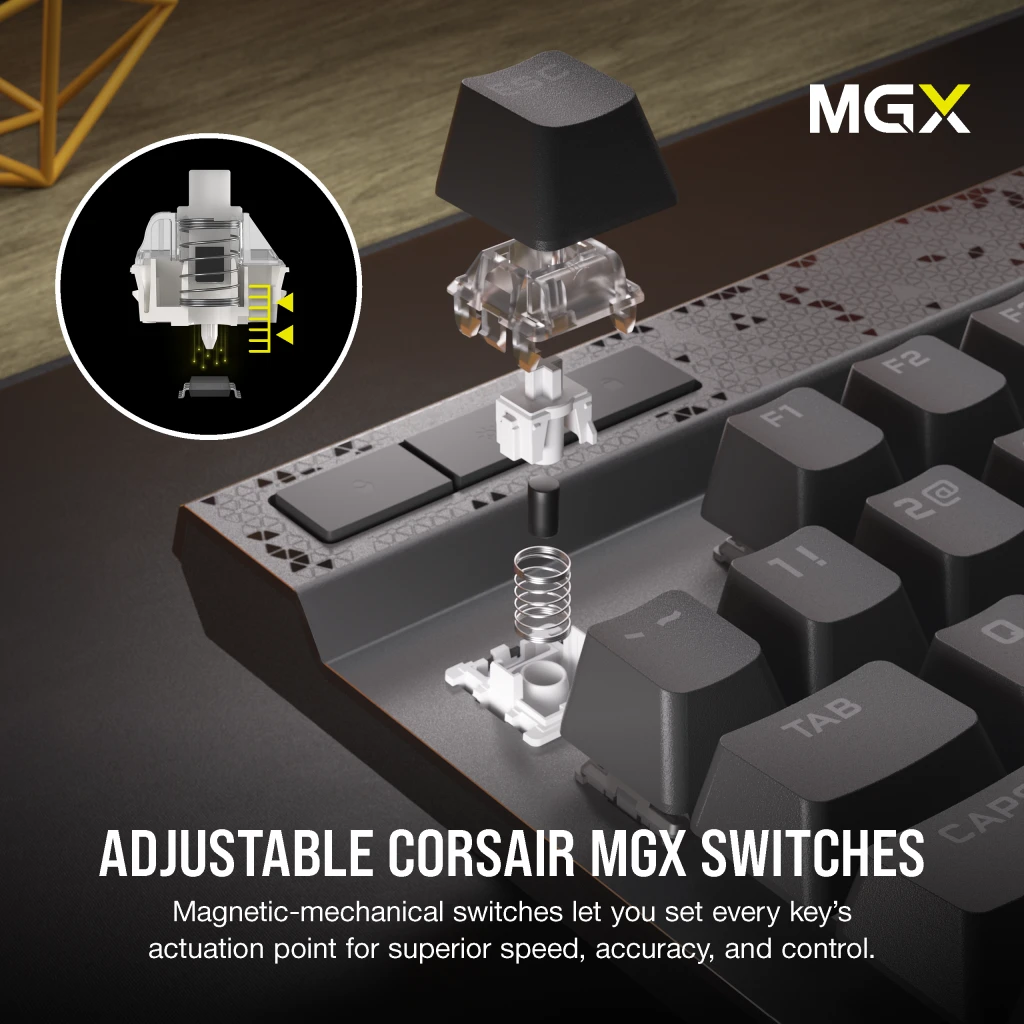 MGX
ESC
F1
F2
2@
1!
Q
TAB
CAPS
ADJUSTABLE CORSAIR MGX SWITCHES
Magnetic-mechanical switches let you set every key's
actuation point for superior speed, accuracy, and control.